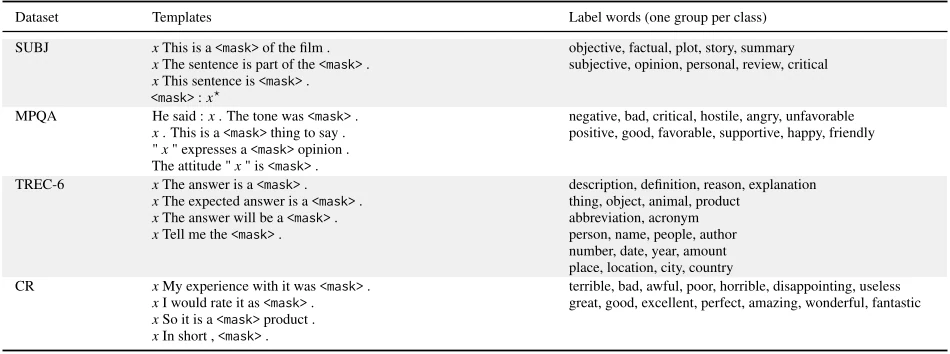 Dataset Templates Label words (one group per class)
SUBJ x This is a <mask> of the film . objective, factual, plot, story, summary
x The sentence is part of the <mask> . subjective, opinion, personal, review, critical
x This sentence is <mask> .
<mask> : x*
MPQA He said : x . The tone was <mask> . negative, bad, critical, hostile, angry, unfavorable
x . This is a <mask> thing to say . positive, good, favorable, supportive, happy, friendly
" x " expresses a <mask> opinion .
The attitude " x " is <mask> .
TREC-6 x The answer is a <mask> . description, definition, reason, explanation
x The expected answer is a <mask> . thing, object, animal, product
x The answer will be a <mask> . abbreviation, acronym
x Tell me the <mask> . person, name, people, author
number, date, year, amount
place, location, city, country
CR x My experience with it was <mask> . terrible, bad, awful, poor, horrible, disappointing, useless
x I would rate it as <mask> . great, good, excellent, perfect, amazing, wonderful, fantastic
x So it is a <mask> product .
x In short , <mask> .